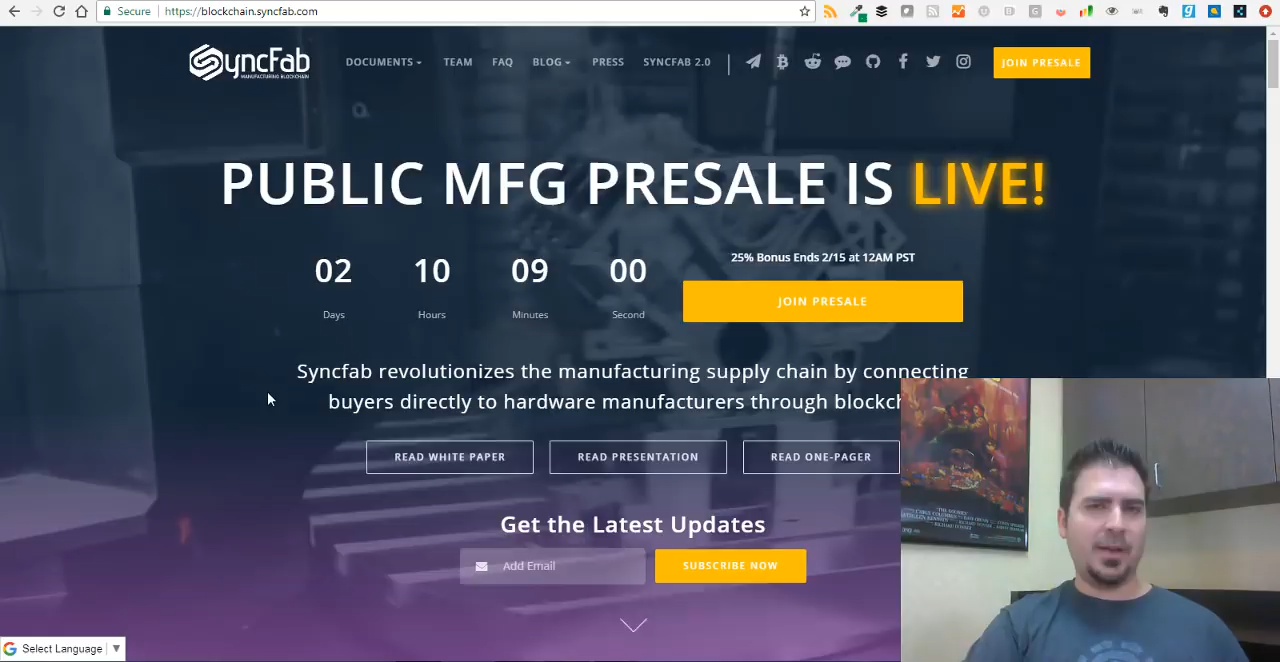 Secure
https://blockchain.syncfab.com
SyncFab
MANUFACTURING BLOCKCHAIN
DOCUMENTS
TEAM
FAQ
BLOG
PRESS
SYNCFAB 2.0
JOIN PRESALE
PUBLIC MFG PRESALE IS LIVE!
02 10 09 00
Days Hours Minutes Second
25% Bonus Ends 2/15 at 12AM PST
JOIN PRESALE
Syncfab revolutionizes the manufacturing supply chain by connecting
buyers directly to hardware manufacturers through blockch
READ WHITE PAPER
READ PRESENTATION
READ ONE-PAGER
Get the Latest Updates
Add Email
SUBSCRIBE NOW
Select Language